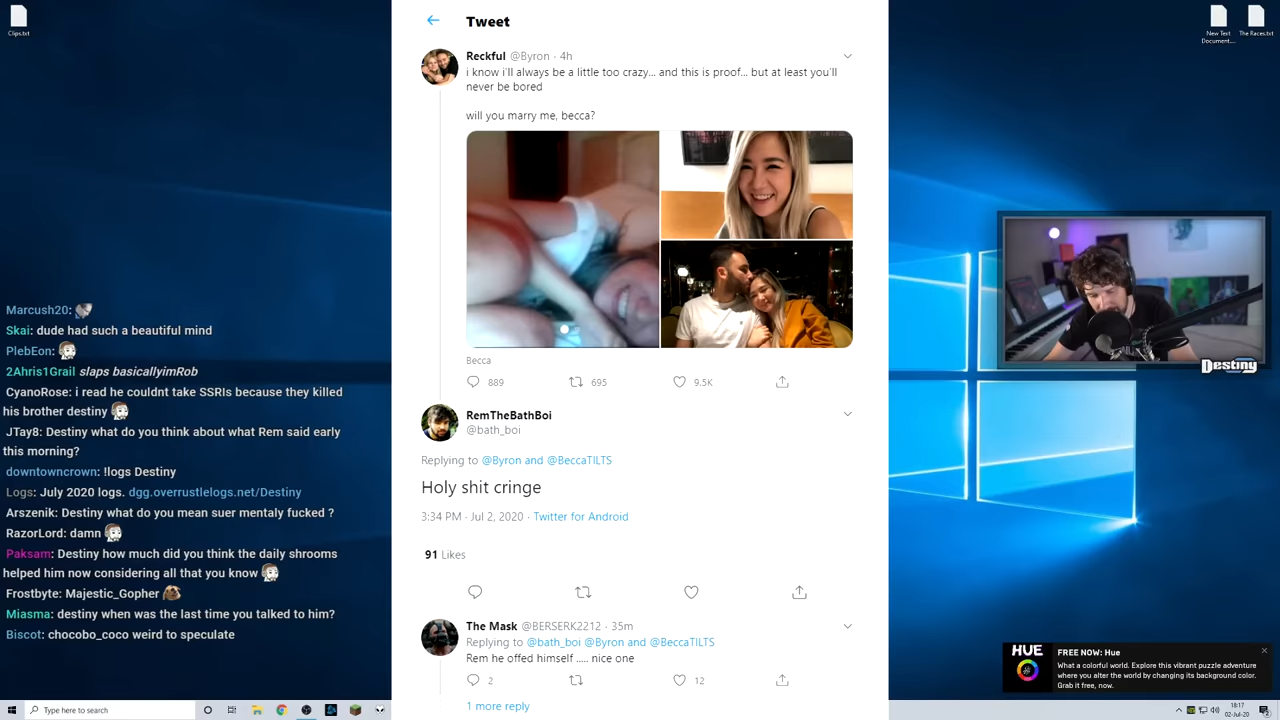 Clips.txt
New Text
Document....
The Races.txt
Tweet
Reckful @Byron · 4h
i know i'll always be a little too crazy... and this is proof... but at least you'll
never be bored
will you marry me, becca?
Becca
889 695 9.5K
RemTheBathBoi
@bath_boi
Replying to @Byron and @BeccaTILTS
Holy shit cringe
3:34 PM · Jul 2, 2020 · Twitter for Android
91 Likes
The Mask @BERSERK2212 · 35m
Replying to @bath_boi @Byron and @BeccaTILTS
Rem he offed himself ..... nice one
2 12
1 more reply
Marcush20:
Skai: dude had such a beautiful mind
PlebEon:
2Ahris1Grail slaps basicallyimRob
CyanoRose: i read he couldnt take SSRIs because they killed
his brother destiny
JTay8: Destiny what do you think about what Rem said early
this morning?
downtowncrown: !logs Destiny
Logs: July 2020 logs. dgg.overrustlelogs.net/Destiny
Arszenik: Destiny what do you mean suer mentaly fucked ?
RazorLord: damn
Paksam: Destiny how much did you think the daily shrooms
helped him now considering all that you know
Frostbyte: Majestic_Gopher
Miasma: destiny when was the last time you talked to him?
Biscot: chocobo_coco weird to speculate
Destiny
HUE
FREE NOW: Hue
What a colorful world. Explore this vibrant puzzle adventure
where you alter the world by changing its background color.
Grab it free, now.
Type here to search
18:17
02-Jul-20